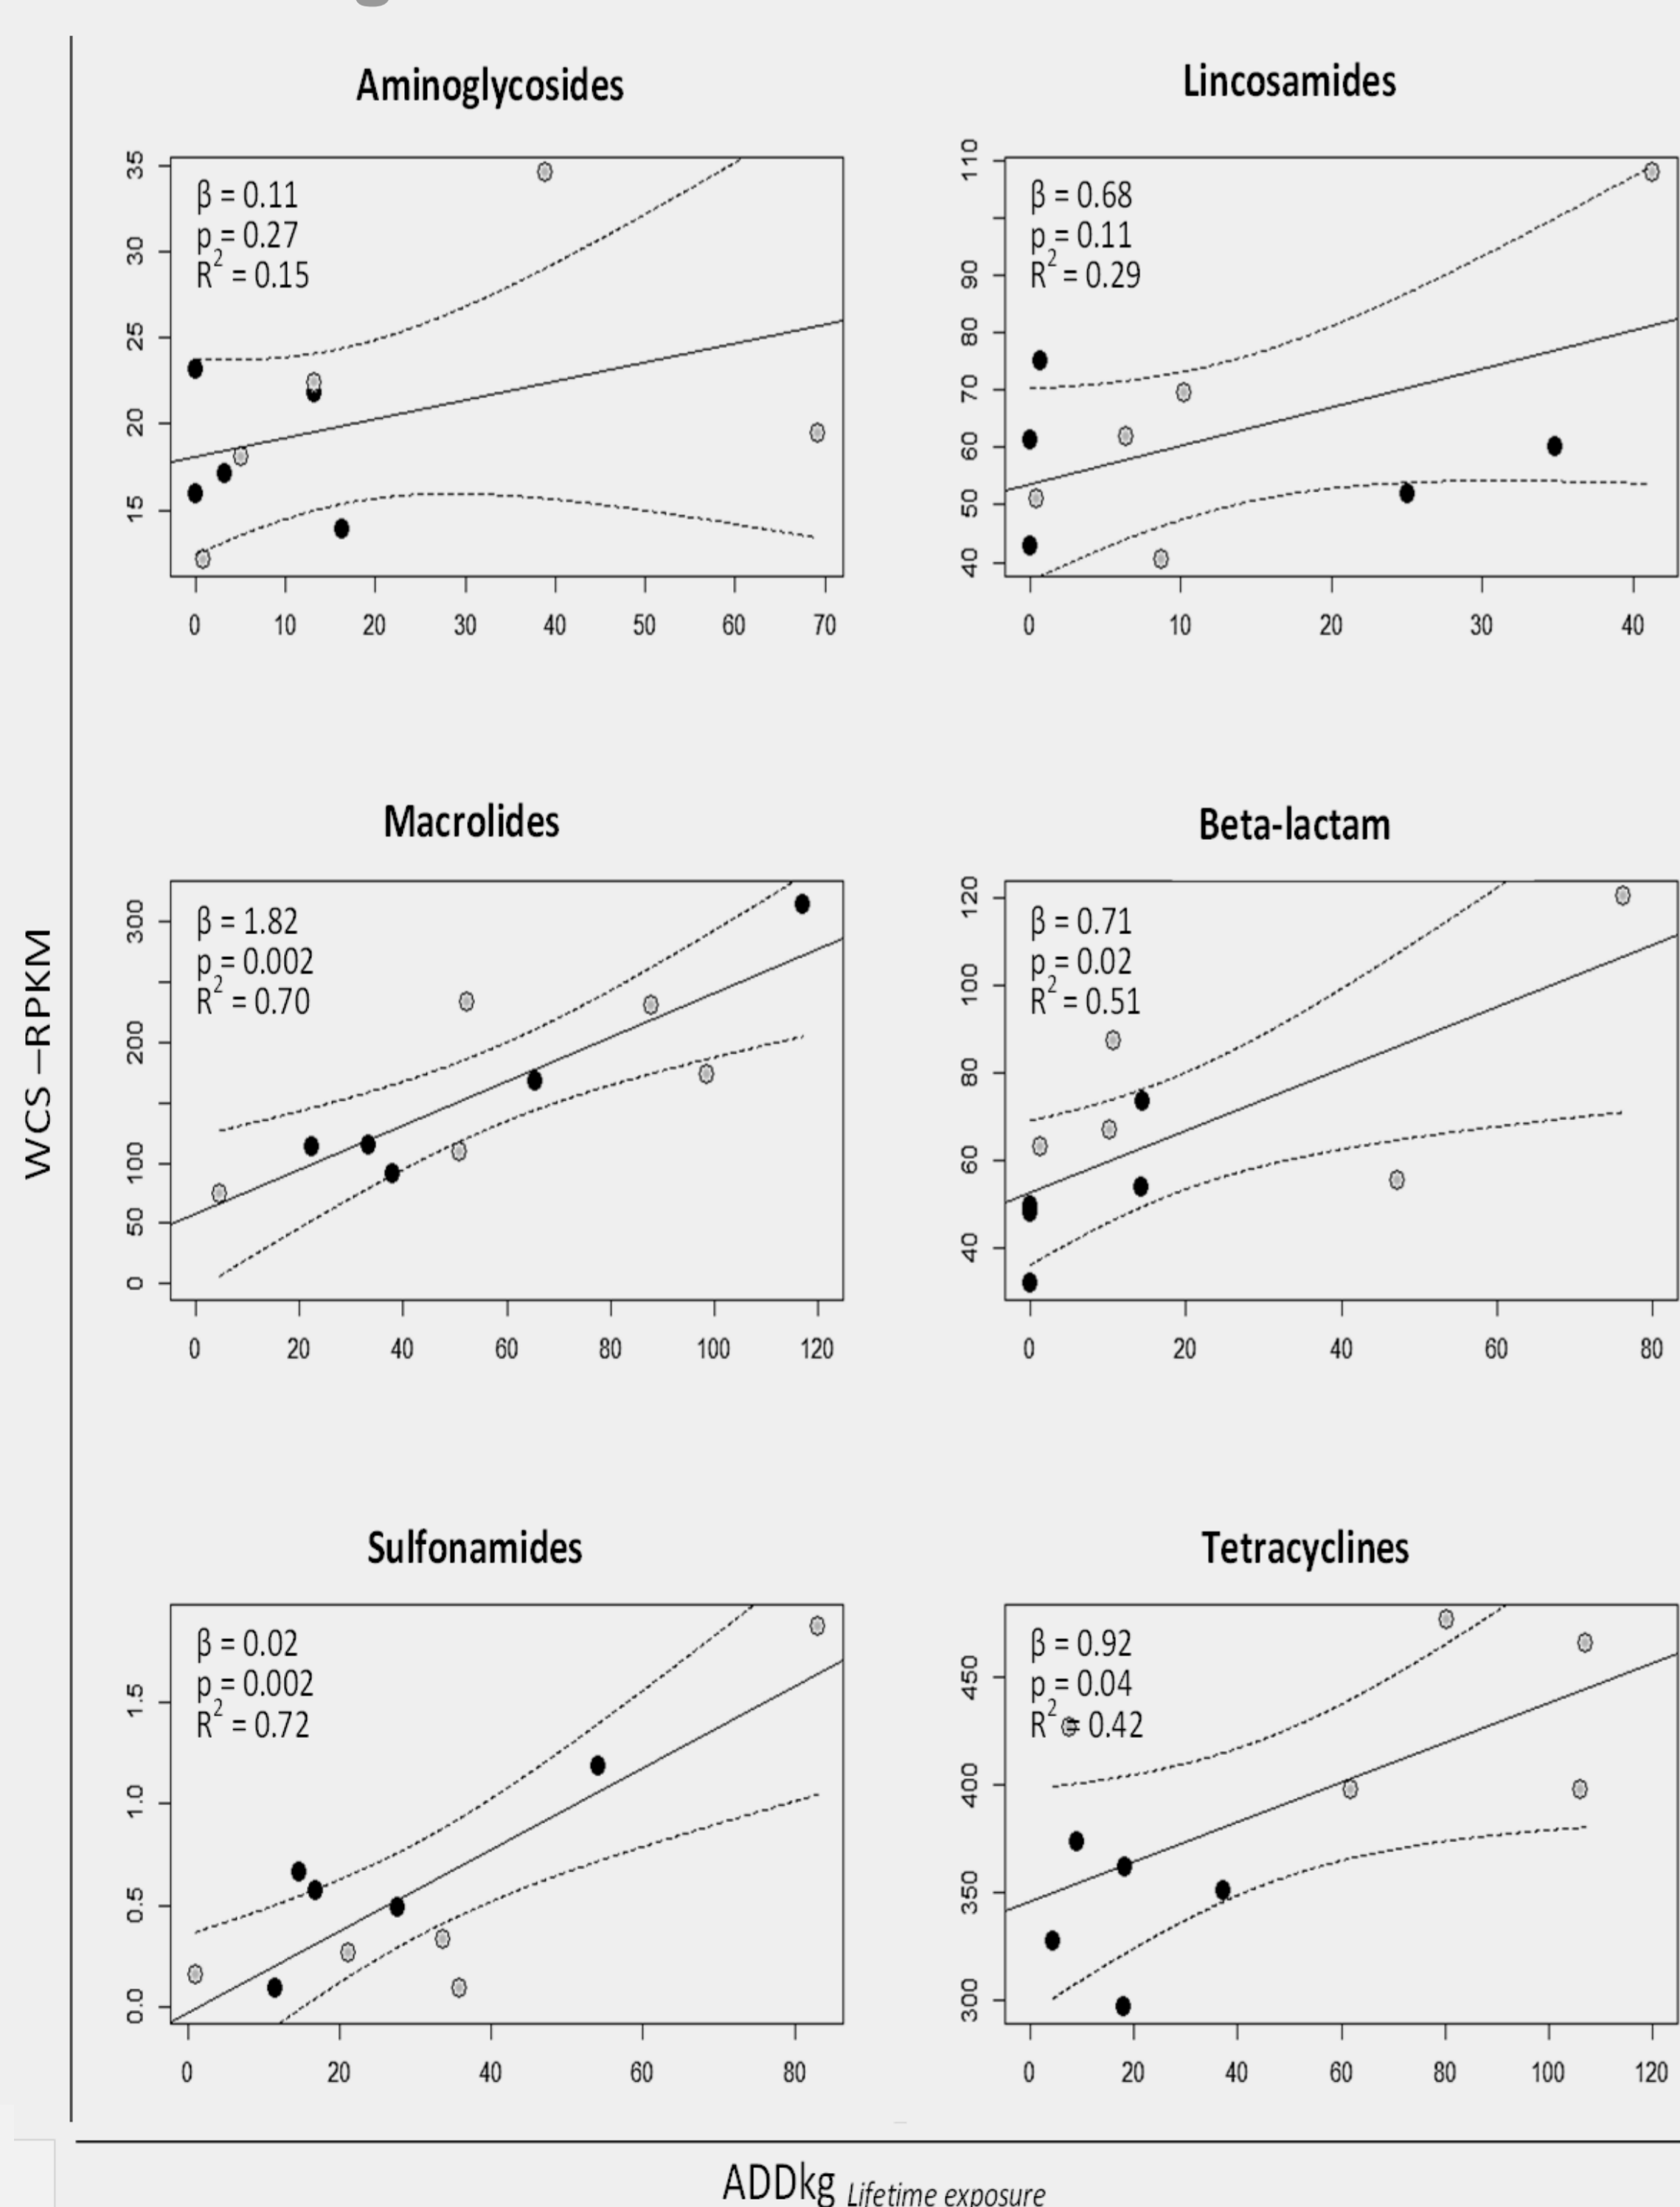 Aminoglycosides
β = 0.11
p = 0.27
R² = 0.15
35
30
25
20
15
0 10 20 30 40 50 60 70
Lincosamides
β = 0.68
p = 0.11
R² = 0.29
110
90
80
70
60
50
40
0 10 20 30 40
Macrolides
β = 1.82
p = 0.002
R² = 0.70
300
200
100
50
0
0 20 40 60 80 100 120
Beta-lactam
β = 0.71
p = 0.02
R² = 0.51
120
100
80
60
40
0 20 40 60 80
Sulfonamides
β = 0.02
p = 0.002
R² = 0.72
1.5
1.0
0.5
0.0
0 20 40 60 80
Tetracyclines
β = 0.92
p = 0.04
R² = 0.42
450
400
350
300
0 20 40 60 80 100 120
WCS –RPKM
ADDkg Lifetime exposure